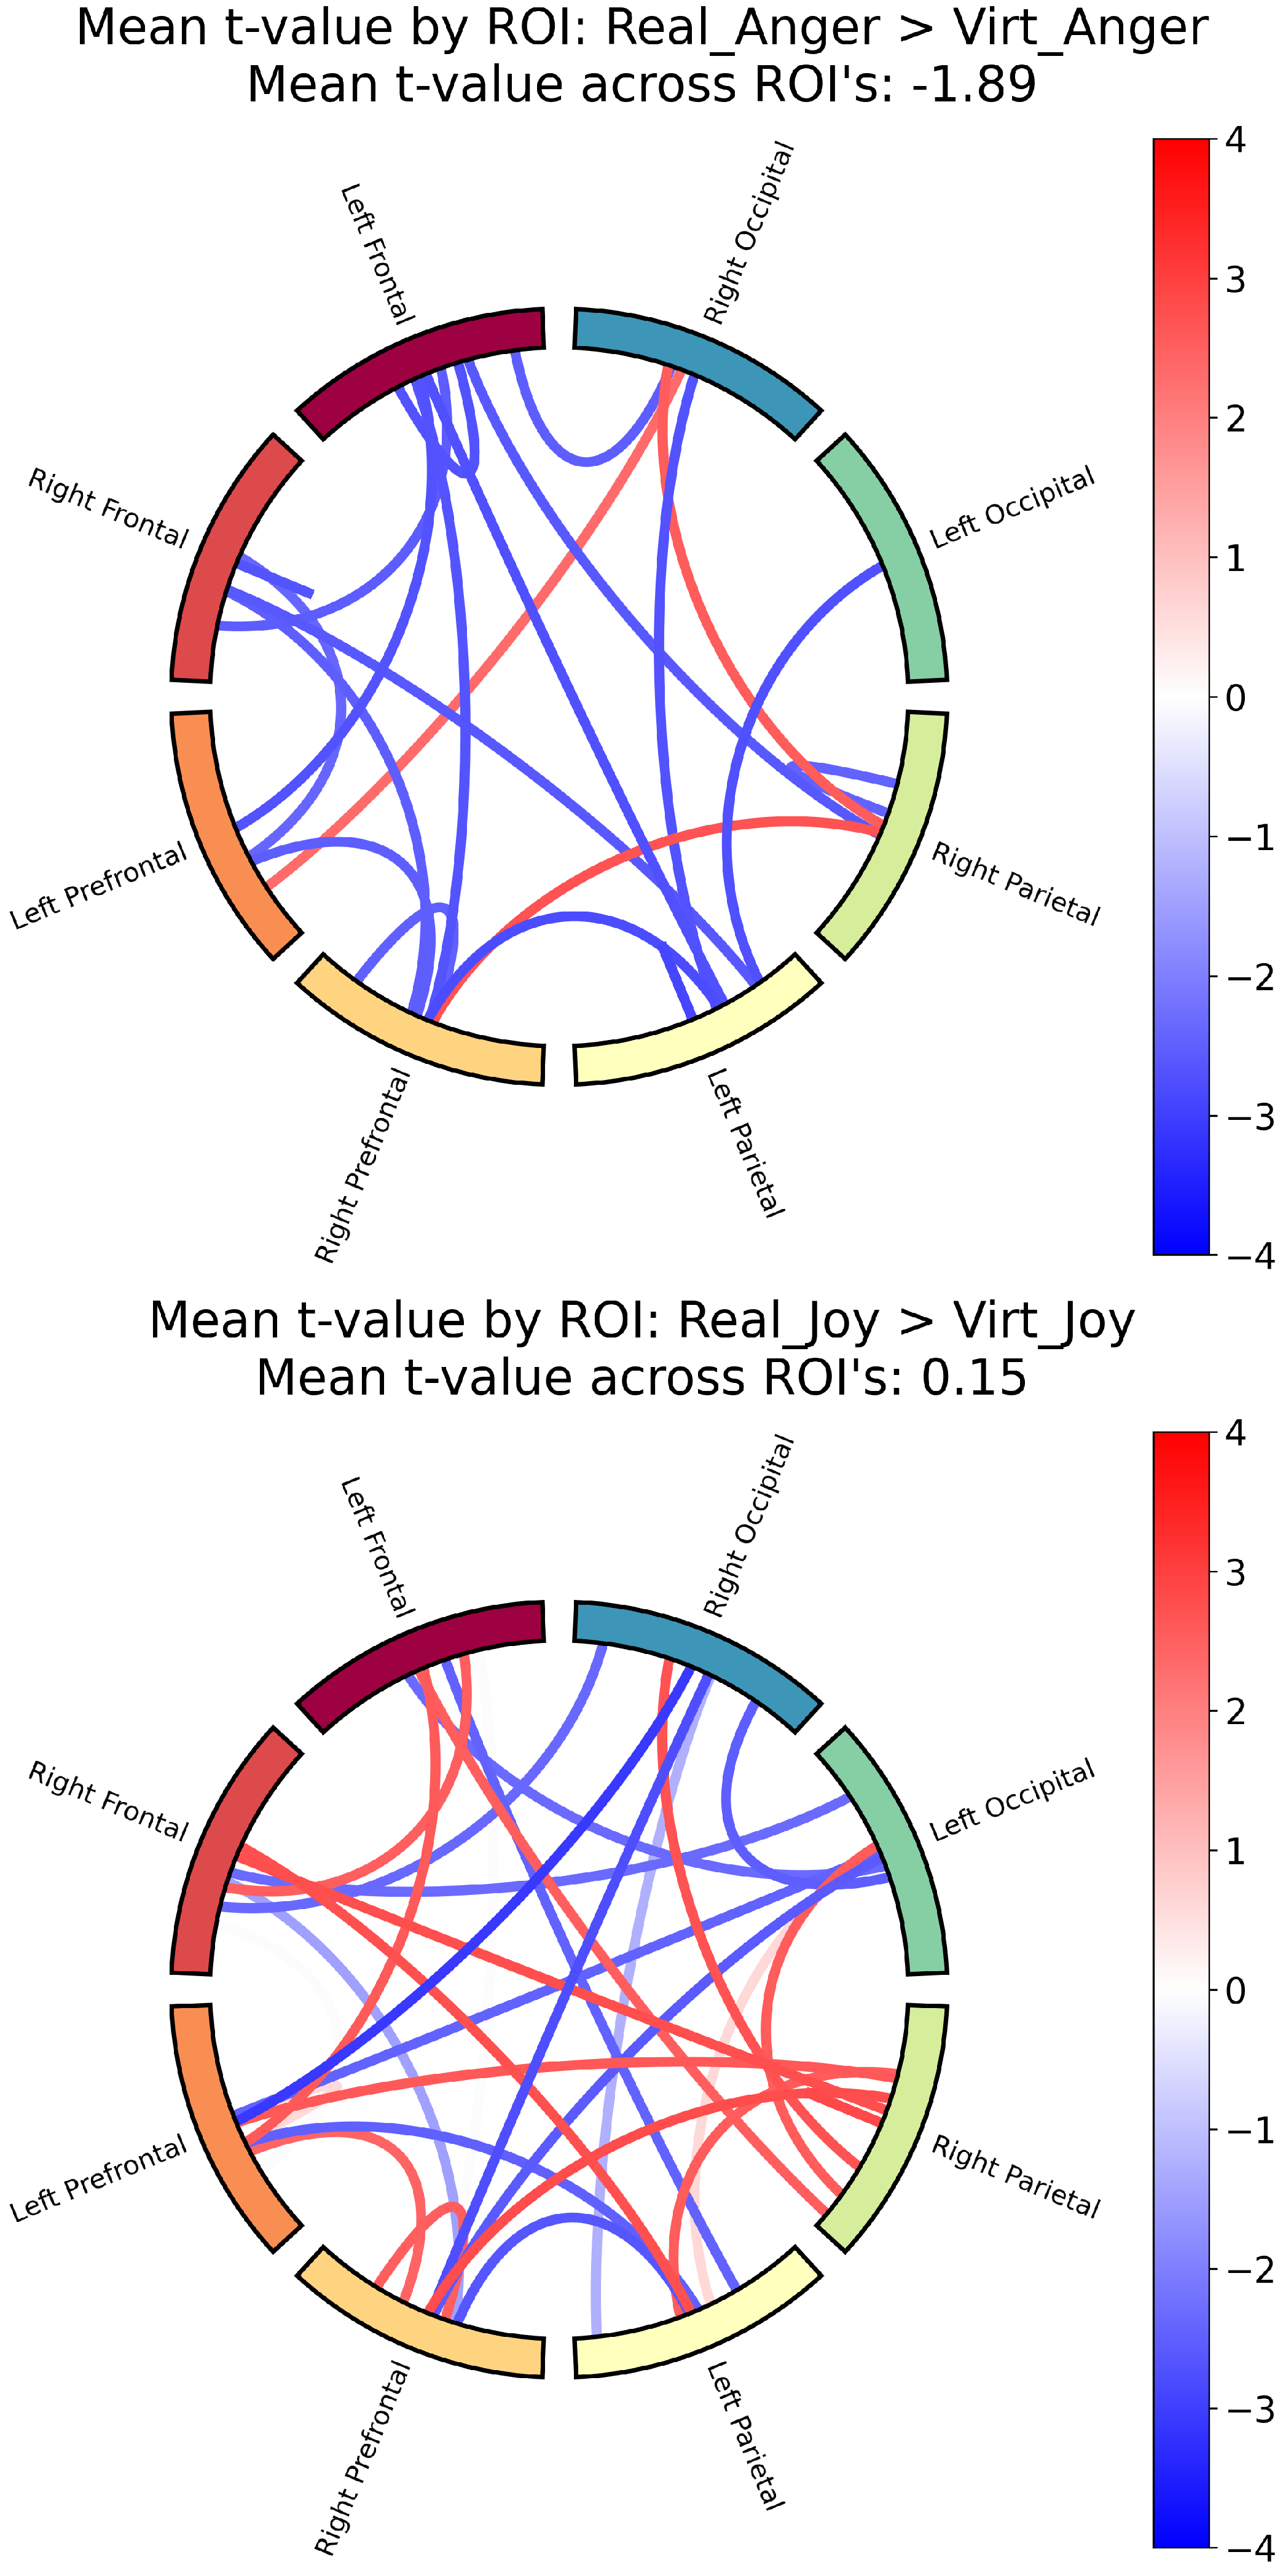 Mean t-value by ROI: Real_Anger > Virt_Anger
Mean t-value across ROI's: -1.89
Left Frontal
Right Occipital
Right Frontal
Left Occipital
Left Prefrontal
Right Parietal
Right Prefrontal
Left Parietal
4
3
2
1
0
−1
−2
−3
−4
Mean t-value by ROI: Real_Joy > Virt_Joy
Mean t-value across ROI's: 0.15
Left Frontal
Right Occipital
Right Frontal
Left Occipital
Left Prefrontal
Right Parietal
Right Prefrontal
Left Parietal
4
3
2
1
0
−1
−2
−3
−4